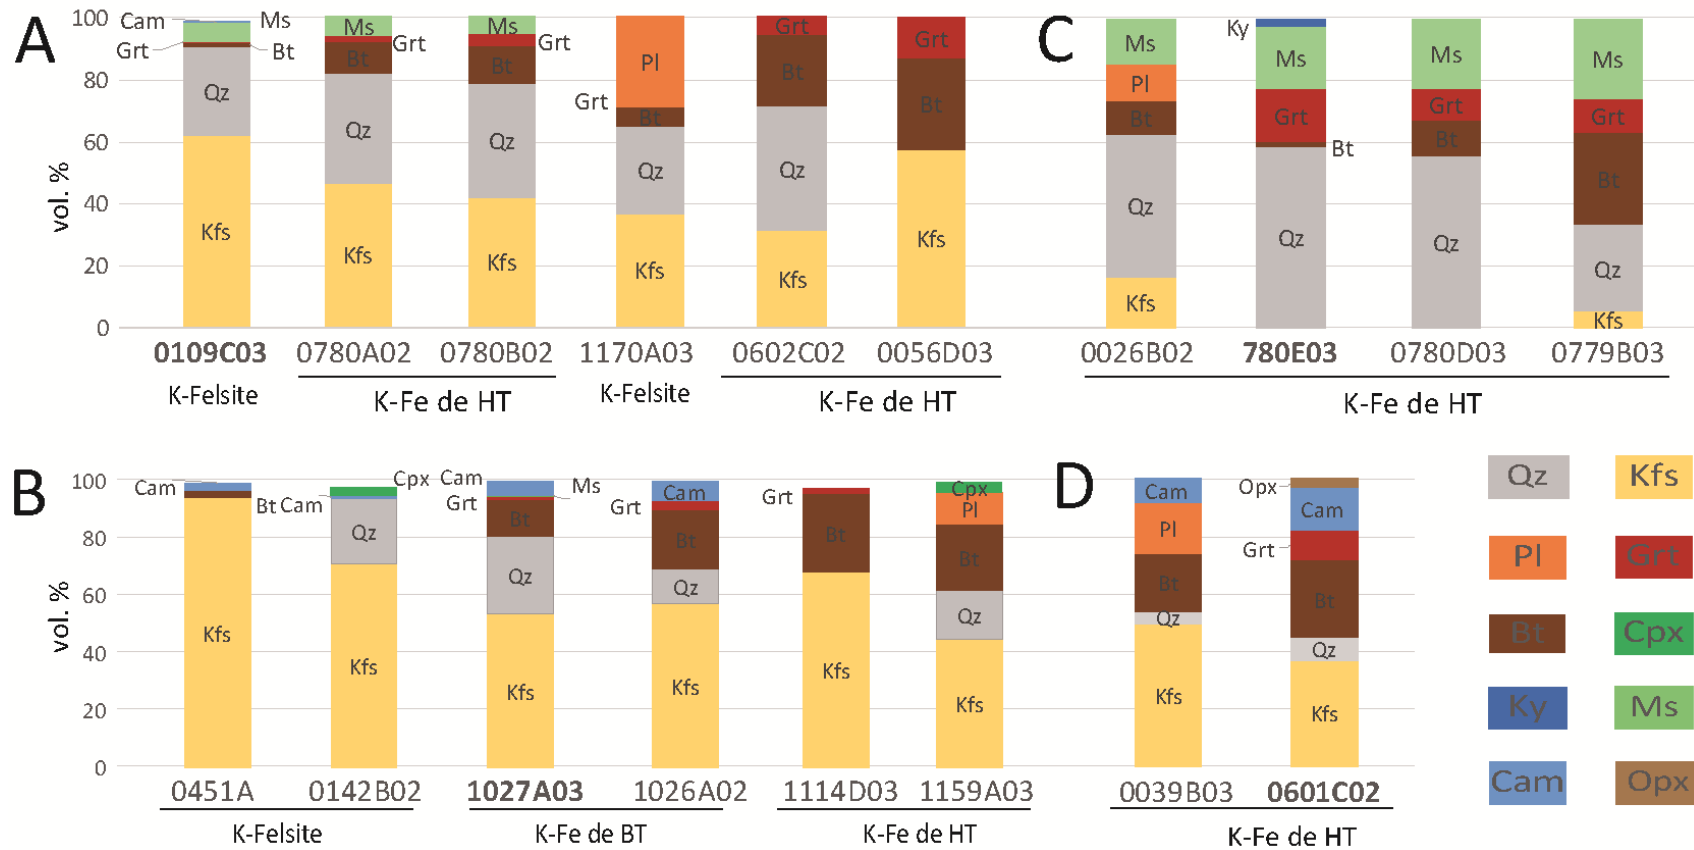 A
vol. %
100
80
60
40
20
0
Cam
Ms
Grt
Bt
Qz
Kfs
Ms
Grt
Bt
Qz
Kfs
Ms
Grt
Bt
Qz
Kfs
Pl
Grt
Bt
Qz
Kfs
Grt
Bt
Qz
Kfs
Grt
Bt
Kfs
0109C03 0780A02 0780B02 1170A03 0602C02 0056D03
K-Felsite K-Fe de HT K-Felsite K-Fe de HT
C
Ms
Pl
Bt
Qz
Kfs
Ky
Ms
Grt
Bt
Qz
Ms
Grt
Bt
Qz
Ms
Grt
Bt
Qz
Kfs
0026B02 780E03 0780D03 0779B03
K-Fe de HT
B
vol. %
100
80
60
40
20
0
Cam
Bt
Kfs
Cpx
Cam
Qz
Kfs
Cam
Ms
Grt
Bt
Qz
Kfs
Cam
Grt
Bt
Qz
Kfs
Grt
Bt
Kfs
Cpx
Pl
Bt
Qz
Kfs
0451A 0142B02 1027A03 1026A02 1114D03 1159A03
K-Felsite K-Fe de BT K-Fe de HT
D
Cam
Pl
Bt
Qz
Kfs
Opx
Cam
Grt
Bt
Qz
Kfs
0039B03 0601C02
K-Fe de HT
Qz Kfs
Pl Grt
Bt Cpx
Ky Ms
Cam Opx